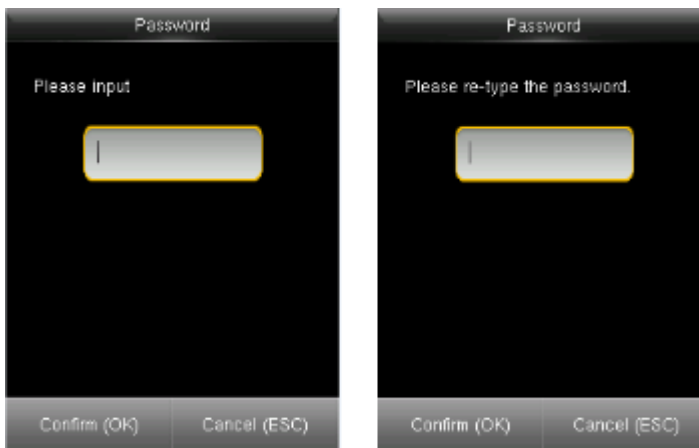 Password
Please input
Confirm (OK) Cancel (ESC)
Password
Please re-type the password.
Confirm (OK) Cancel (ESC)